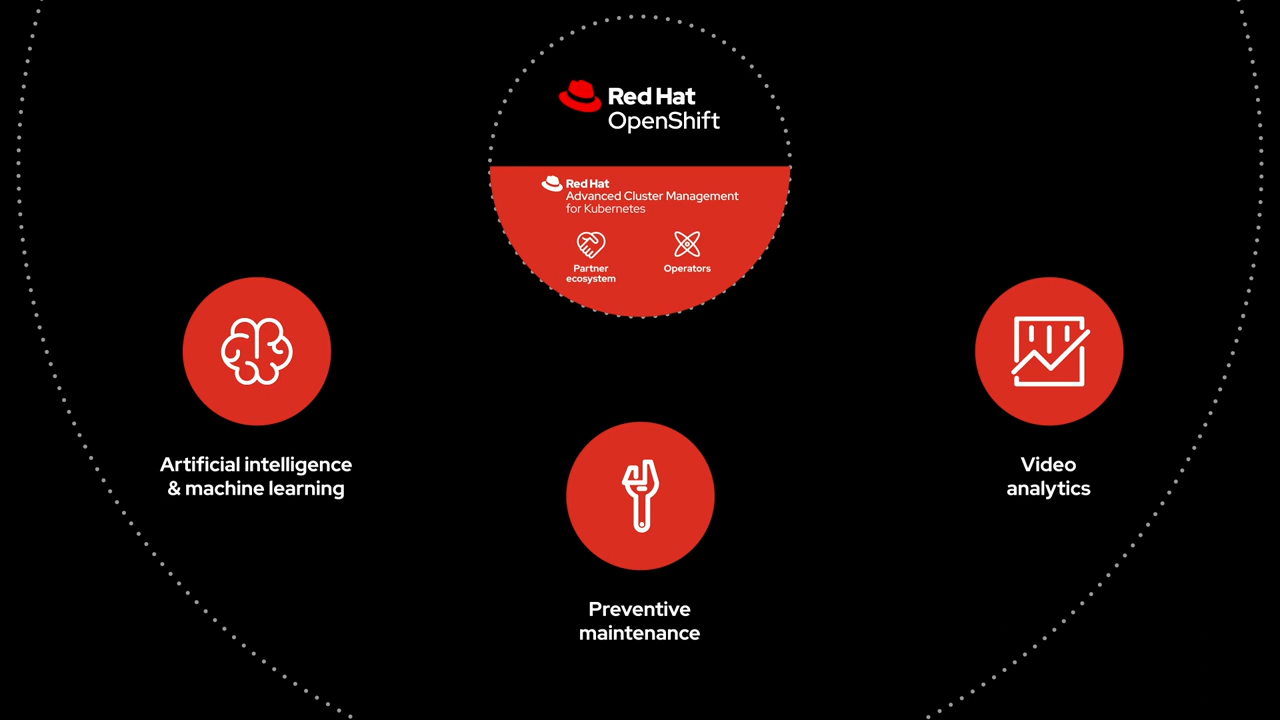 Red Hat
OpenShift
Red Hat
Advanced Cluster Management
for Kubernetes
Partner
ecosystem
Operators
Artificial intelligence
& machine learning
Preventive
maintenance
Video
analytics